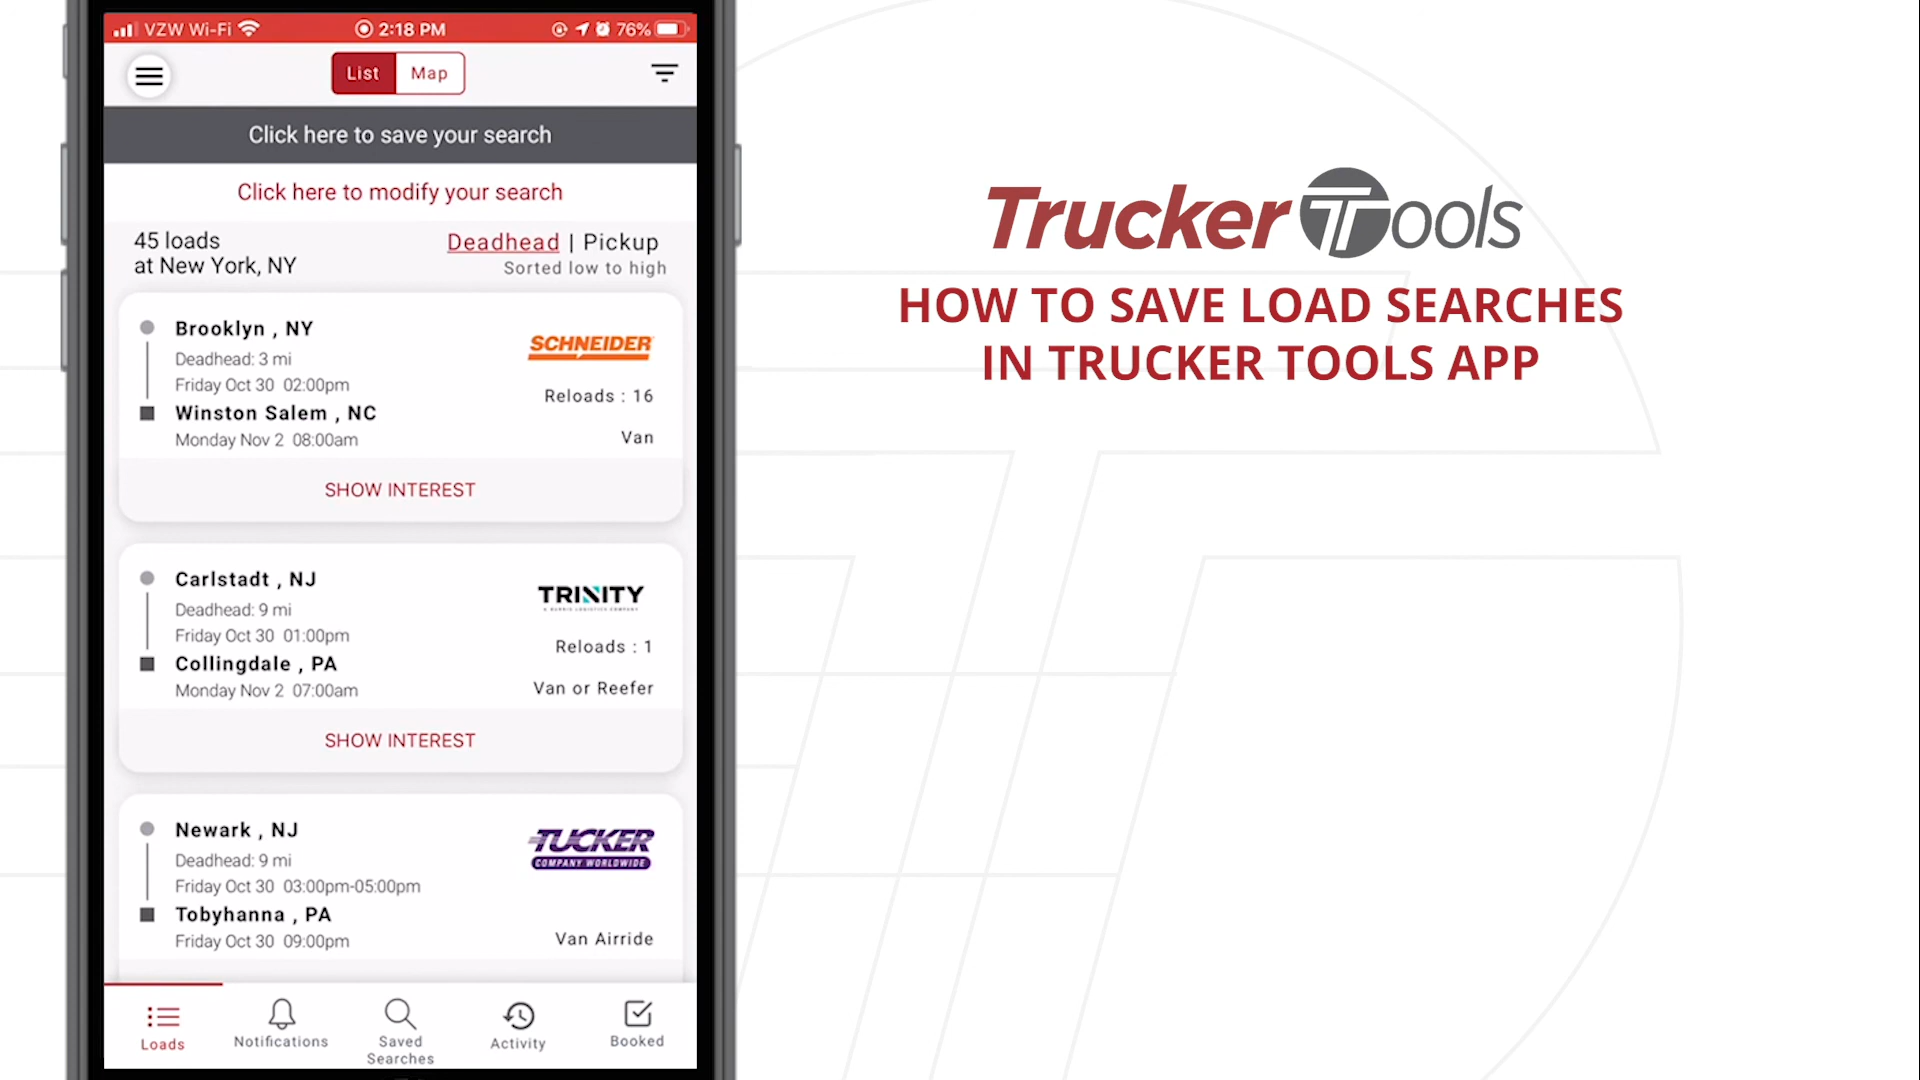 VZW Wi-Fi 2:18 PM 76%
List Map
Click here to save your search
Click here to modify your search
45 loads
at New York, NY
Deadhead | Pickup
Sorted low to high
Brooklyn , NY
Deadhead: 3 mi
Friday Oct 30 02:00pm
Winston Salem , NC
Monday Nov 2 08:00am
SCHNEIDER
Reloads : 16
Van
SHOW INTEREST
Carlstadt , NJ
Deadhead: 9 mi
Friday Oct 30 01:00pm
Collingdale , PA
Monday Nov 2 07:00am
TRINITY
A BURRIS LOGISTICS COMPANY
Reloads : 1
Van or Reefer
SHOW INTEREST
Newark , NJ
Deadhead: 9 mi
Friday Oct 30 03:00pm-05:00pm
Tobyhanna , PA
Friday Oct 30 09:00pm
TUCKER
COMPANY WORLDWIDE
Van Airride
Loads
Notifications
Saved
Searches
Activity
Booked
Trucker Tools
HOW TO SAVE LOAD SEARCHES
IN TRUCKER TOOLS APP